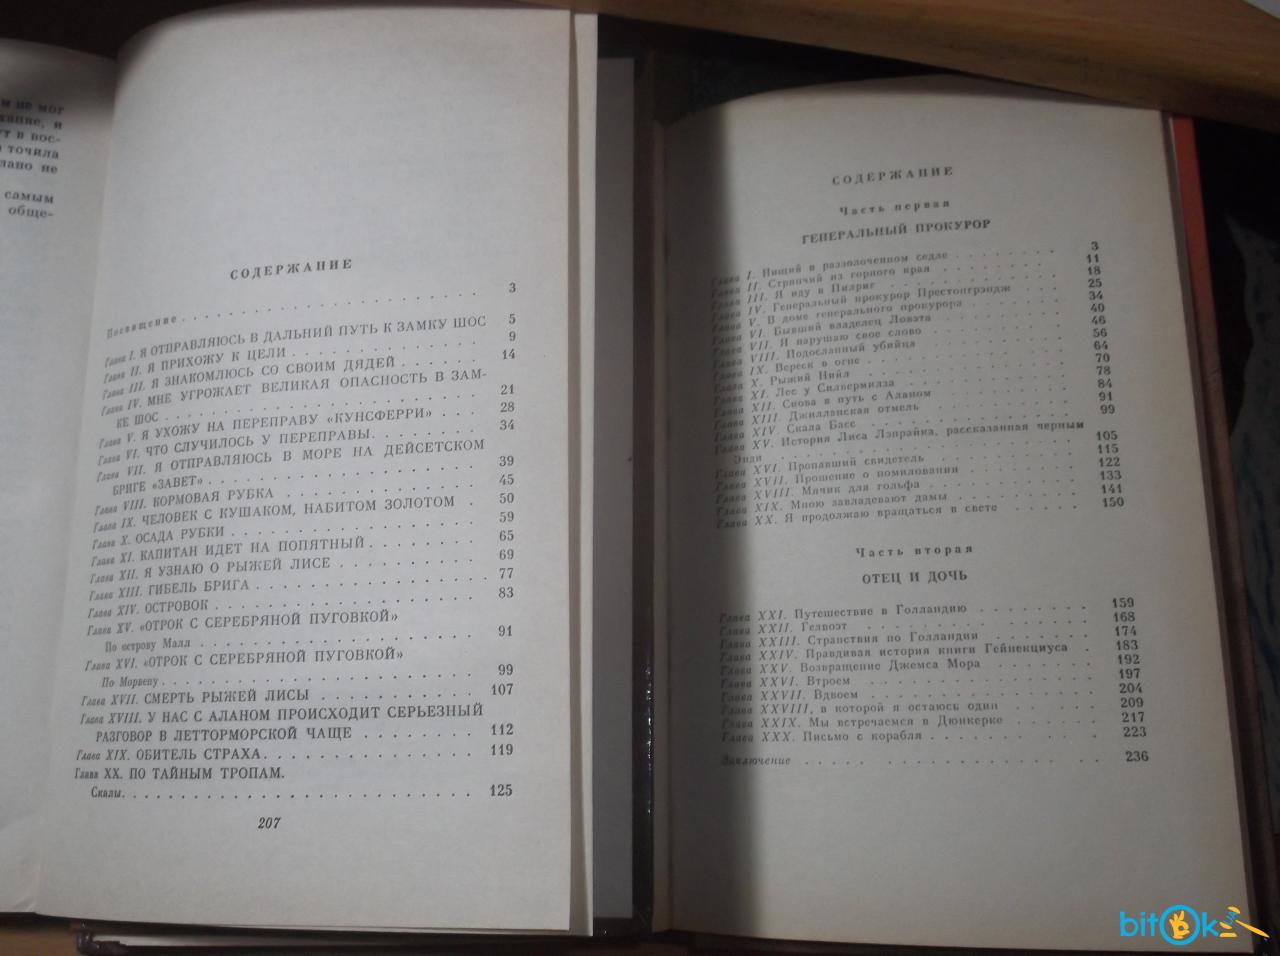 и не мог
хание, и
ут в вос-
точила
лано не
самым
обще-
СОДЕРЖАНИЕ
Посвящение . . . . . . . . . . . . . . . . . 3
Глава I. Я ОТПРАВЛЯЮСЬ В ДАЛЬНИЙ ПУТЬ К ЗАМКУ ШОС 5
Глава II. Я ПРИХОЖУ К ЦЕЛИ . . . . . . . . . . 9
Глава III. Я ЗНАКОМЛЮСЬ СО СВОИМ ДЯДЕЙ . . . . . 14
Глава IV. МНЕ УГРОЖАЕТ ВЕЛИКАЯ ОПАСНОСТЬ В ЗАМ-
КЕ ШОС . . . . . . . . . . . . . . . . . 21
Глава V. Я УХОЖУ НА ПЕРЕПРАВУ «КУНСФЕРРИ» . . . 28
Глава VI. ЧТО СЛУЧИЛОСЬ У ПЕРЕПРАВЫ. . . . . . . 34
Глава VII. Я ОТПРАВЛЯЮСЬ В МОРЕ НА ДЕЙСЕТСКОМ
БРИГЕ «ЗАВЕТ» . . . . . . . . . . . . . . 39
Глава VIII. КОРМОВАЯ РУБКА . . . . . . . . . . 45
Глава IX. ЧЕЛОВЕК С КУШАКОМ, НАБИТОМ ЗОЛОТОМ . 50
Глава X. ОСАДА РУБКИ . . . . . . . . . . . . . 59
Глава XI. КАПИТАН ИДЕТ НА ПОПЯТНЫЙ . . . . . . . 65
Глава XII. Я УЗНАЮ О РЫЖЕЙ ЛИСЕ . . . . . . . . 69
Глава XIII. ГИБЕЛЬ БРИГА . . . . . . . . . . . . 77
Глава XIV. ОСТРОВОК . . . . . . . . . . . . . . 83
Глава XV. «ОТРОК С СЕРЕБРЯНОЙ ПУГОВКОЙ»
По острову Малл . . . . . . . . . . . . . . 91
Глава XVI. «ОТРОК С СЕРЕБРЯНОЙ ПУГОВКОЙ»
По Морвену . . . . . . . . . . . . . . . . 99
Глава XVII. СМЕРТЬ РЫЖЕЙ ЛИСЫ . . . . . . . . . 107
Глава XVIII. У НАС С АЛАНОМ ПРОИСХОДИТ СЕРЬЕЗНЫЙ
РАЗГОВОР В ЛЕТТОРМОРСКОЙ ЧАЩЕ . . . . . . . 112
Глава XIX. ОБИТЕЛЬ СТРАХА. . . . . . . . . . . . 119
Глава XX. ПО ТАЙНЫМ ТРОПАМ.
Скалы. . . . . . . . . . . . . . . . . . . 125
207
СОДЕРЖАНИЕ
Часть первая
ГЕНЕРАЛЬНЫЙ ПРОКУРОР
Глава I. Нищий в раззолоченном седле . . . . . . . 3
Глава II. Стряпчий из горного края . . . . . . . . 11
Глава III. Я иду в Пилриг . . . . . . . . . . . 18
Глава IV. Генеральный прокурор Престонгрэндж . . . 25
Глава V. В доме генерального прокурора . . . . . . 34
Глава VI. Бывший владелец Ловэта . . . . . . . . 40
Глава VII. Я нарушаю свое слово . . . . . . . . . 46
Глава VIII. Подосланный убийца . . . . . . . . . 56
Глава IX. Вереск в огне . . . . . . . . . . . . 64
Глава X. Рыжий Нийл . . . . . . . . . . . . . 70
Глава XI. Лес у Силвермилза . . . . . . . . . . 78
Глава XII. Снова в путь с Аланом . . . . . . . . 84
Глава XIII. Джилланская отмель . . . . . . . . . 91
Глава XIV. Скала Басс . . . . . . . . . . . . . 99
Глава XV. История Лиса Лэпрайка, рассказанная черным
Энди . . . . . . . . . . . . . . . . . 105
Глава XVI. Пропавший свидетель . . . . . . . . . 115
Глава XVII. Прошение о помиловании . . . . . . . 122
Глава XVIII. Мячик для гольфа . . . . . . . . . 133
Глава XIX. Мною завладевают дамы . . . . . . . . 141
Глава XX. Я продолжаю вращаться в свете . . . . . 150
Часть вторая
ОТЕЦ И ДОЧЬ
Глава XXI. Путешествие в Голландию . . . . . . . 159
Глава XXII. Гелвоэт . . . . . . . . . . . . . 168
Глава XXIII. Странствия по Голландии . . . . . . 174
Глава XXIV. Правдивая история книги Гейнекциуса . 183
Глава XXV. Возвращение Джемса Мора . . . . . . . 192
Глава XXVI. Втроем . . . . . . . . . . . . . . 197
Глава XXVII. Вдвоем . . . . . . . . . . . . . 204
Глава XXVIII, в которой я остаюсь один . . . . . 209
Глава XXIX. Мы встречаемся в Дюнкерке . . . . . 217
Глава XXX. Письмо с корабля . . . . . . . . . . 223
Заключение . . . . . . . . . . . . . . . . 236
bitOk